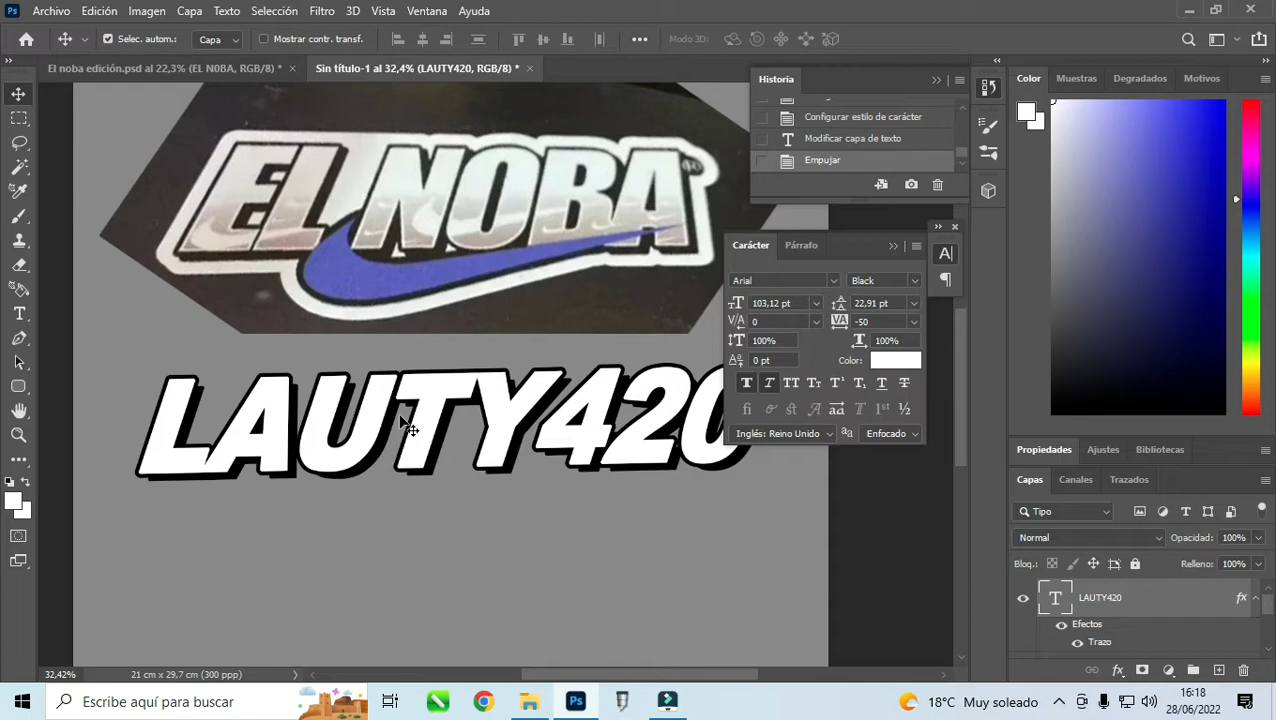 Ps Archivo Edición Imagen Capa Texto Selección Filtro 3D Vista Ventana Ayuda
Selec. autom.: Capa Mostrar contr. transf. Modo 3D:
El noba edición.psd al 22,3% (EL N0BA, RGB/8) * Sin título-1 al 32,4% (LAUTY420, RGB/8) *
Historia
Configurar estilo de carácter
Modificar capa de texto
Empujar
Color Muestras Degradados Motivos
EL NOBA
Carácter Párrafo
Arial Black
103,12 pt 22,91 pt
0 -50
100% 100%
0 pt Color:
Inglés: Reino Unido Enfocado
LAUTY420
Propiedades Ajustes Bibliotecas
Capas Canales Trazados
Tipo
Normal Opacidad: 100%
Bloq.: Relleno: 100%
LAUTY420 fx
Efectos
Trazo
32,42% 21 cm x 29,7 cm (300 ppp)
Escribe aquí para buscar
18°C Muy soleado
16:18
28/06/2022